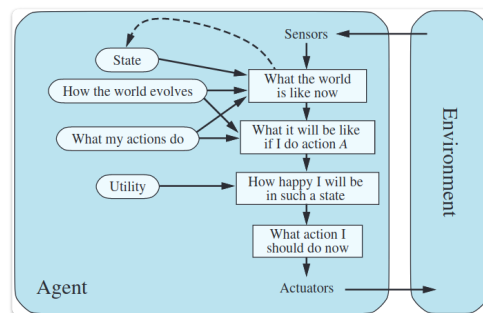 Sensors
State
What the world
is like now
How the world evolves
What my actions do
What it will be like
if I do action A
Utility
How happy I will be
in such a state
What action I
should do now
Agent
Actuators
Environment